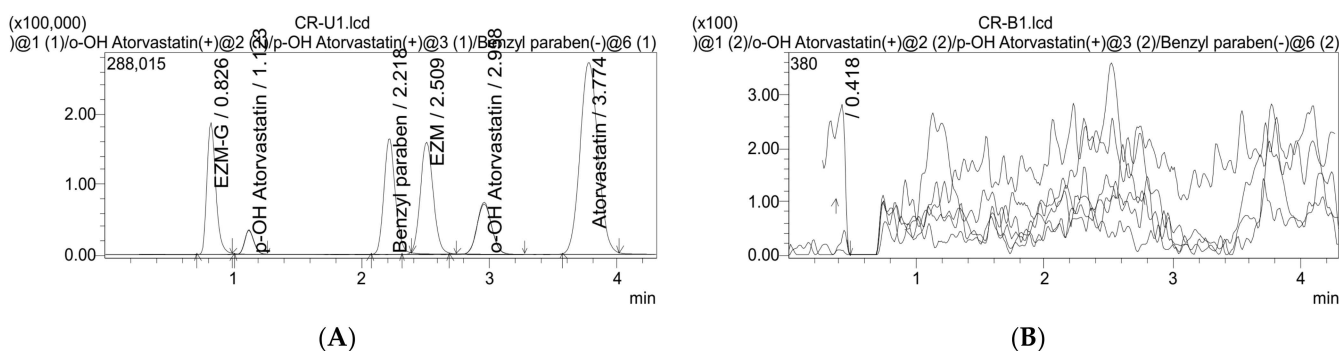 (x100,000) CR-U1.lcd
)@1 (1)/o-OH Atorvastatin(+)@2 (1)/p-OH Atorvastatin(+)@3 (1)/Benzyl paraben(-)@6 (1)
288,015
EZM-G / 0.826
p-OH Atorvastatin / 1.123
Benzyl paraben / 2.218
EZM / 2.509
o-OH Atorvastatin / 2.958
Atorvastatin / 3.774
2.00
1.00
0.00
1 2 3 4
min
(A)
(x100) CR-B1.lcd
)@1 (2)/o-OH Atorvastatin(+)@2 (2)/p-OH Atorvastatin(+)@3 (2)/Benzyl paraben(-)@6 (2)
380
/ 0.418
3.00
2.00
1.00
0.00
1 2 3 4
min
(B)